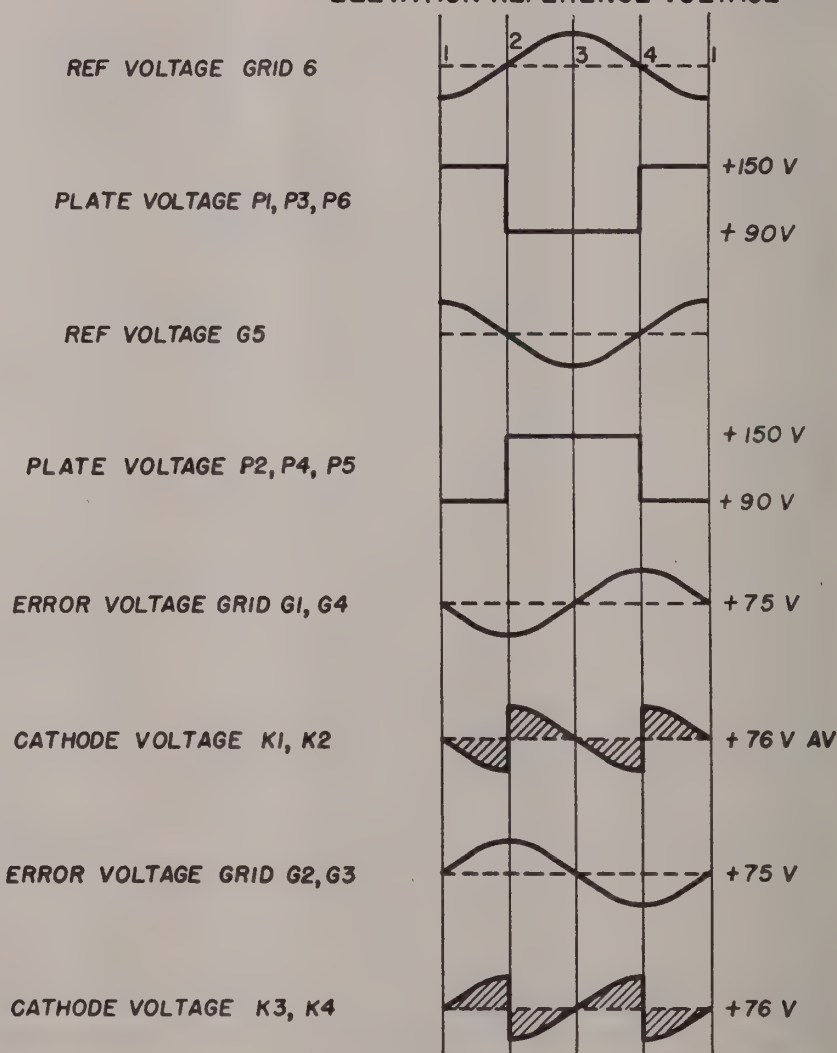 1 2 3 4 1
REF VOLTAGE GRID 6
PLATE VOLTAGE P1, P3, P6
+150 V
+ 90V
REF VOLTAGE G5
PLATE VOLTAGE P2, P4, P5
+150 V
+ 90 V
ERROR VOLTAGE GRID G1, G4
+75 V
CATHODE VOLTAGE K1, K2
+ 76 V AV
ERROR VOLTAGE GRID G2, G3
+75 V
CATHODE VOLTAGE K3, K4
+76 V